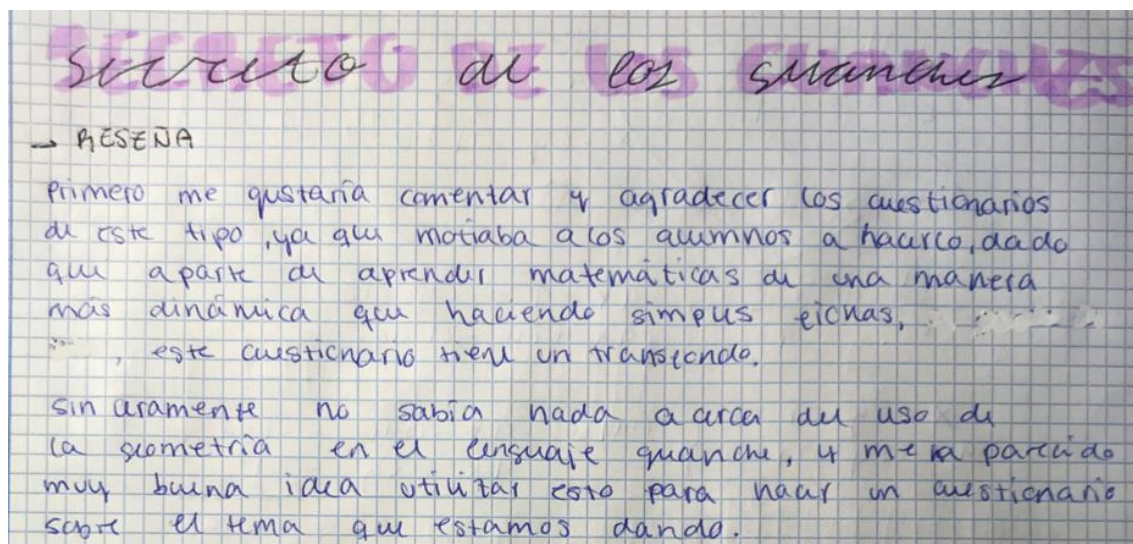 Secreto de los guanches
→ RESEÑA
Primero me gustaría comentar y agradecer los cuestionarios
de este tipo, ya que motiaba a los alumnos a hacerlo, dado
que aparte de aprender matemáticas de una manera
más dinámica que haciendo simples fichas,
, este cuestionario tiene un transfondo.
sinceramente no sabía nada acerca del uso de
la geometría en el lenguaje guanche, y me ha parecido
muy buena idea utilizar esto para hacer un cuestionario
sobre el tema que estamos dando.